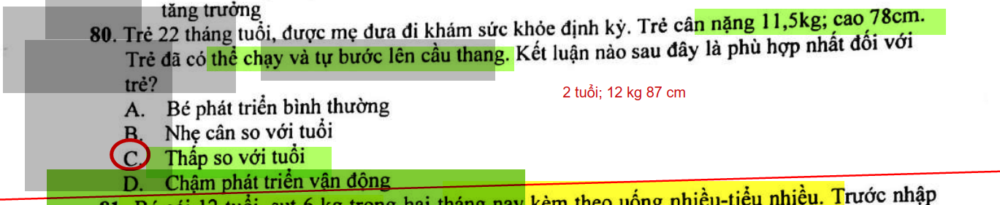 tăng trưởng
80. Trẻ 22 tháng tuổi, được mẹ đưa đi khám sức khỏe định kỳ. Trẻ cân nặng 11,5kg; cao 78cm.
Trẻ đã có thể chạy và tự bước lên cầu thang. Kết luận nào sau đây là phù hợp nhất đối với
trẻ?
2 tuổi; 12 kg 87 cm
A. Bé phát triển bình thường
B. Nhẹ cân so với tuổi
C. Thấp so với tuổi
D. Chậm phát triển vận động
81. Bé gái 12 tuổi, sụt 6 kg trong hai tháng nay kèm theo uống nhiều-tiểu nhiều. Trước nhập